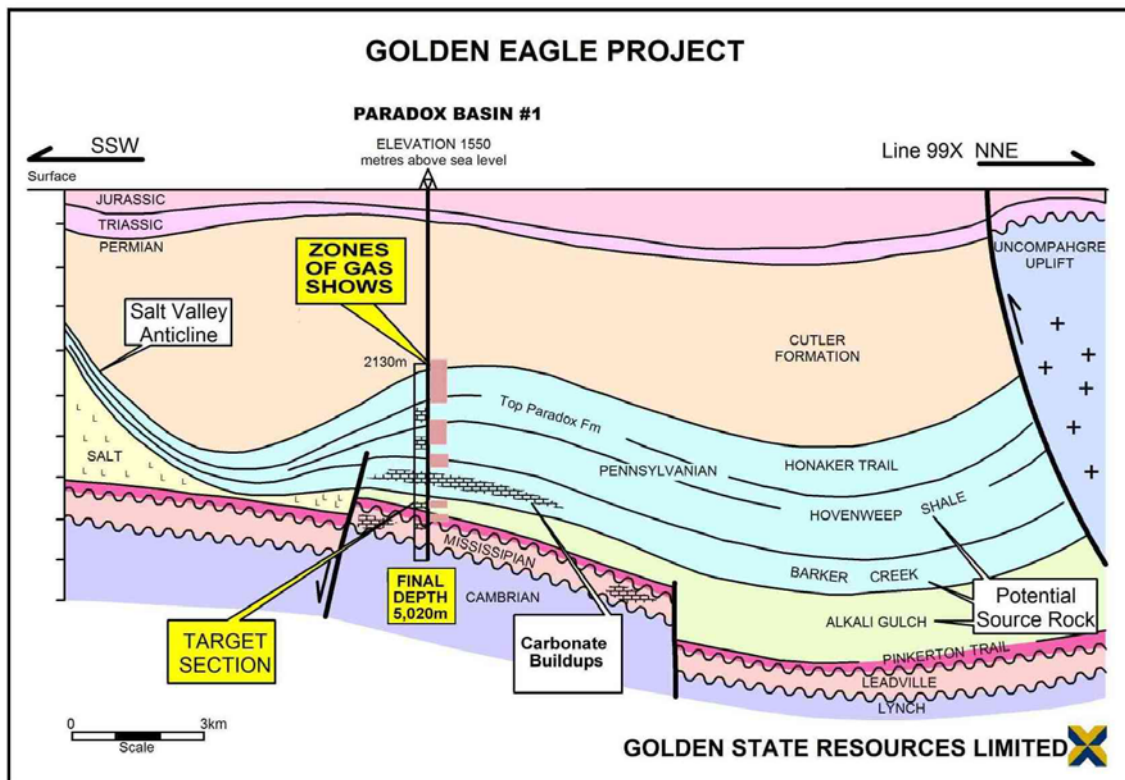 GOLDEN EAGLE PROJECT
PARADOX BASIN #1
ELEVATION 1550
metres above sea level
SSW
Line 99X NNE
Surface
JURASSIC
TRIASSIC
PERMIAN
ZONES
OF GAS
SHOWS
UNCOMPAHGRE
UPLIFT
Salt Valley
Anticline
2130m
CUTLER
FORMATION
Top Paradox Fm
PENNSYLVANIAN
HONAKER TRAIL
SALT
HOVENWEEP SHALE
MISSISSIPIAN
BARKER CREEK
FINAL
DEPTH
5,020m
CAMBRIAN
Potential
Source Rock
ALKALI GULCH
TARGET
SECTION
Carbonate
Buildups
PINKERTON TRAIL
LEADVILLE
LYNCH
0 3km
Scale
GOLDEN STATE RESOURCES LIMITED